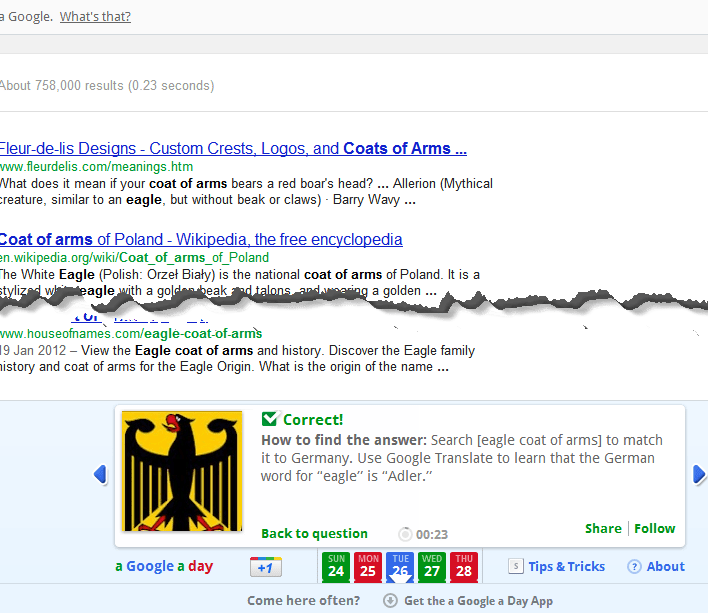 a Google. What's that?
About 758,000 results (0.23 seconds)
Fleur-de-lis Designs - Custom Crests, Logos, and Coats of Arms ...
www.fleurdelis.com/meanings.htm
What does it mean if your coat of arms bears a red boar's head? ... Allerion (Mythical
creature, similar to an eagle, but without beak or claws) · Barry Wavy ...
Coat of arms of Poland - Wikipedia, the free encyclopedia
en.wikipedia.org/wiki/Coat_of_arms_of_Poland
The White Eagle (Polish: Orzeł Biały) is the national coat of arms of Poland. It is a
stylized white eagle with a golden beak and talons, and wearing a golden ...
www.houseofnames.com/eagle-coat-of-arms
19 Jan 2012 – View the Eagle coat of arms and history. Discover the Eagle family
history and coat of arms for the Eagle Origin. What is the origin of the name ...
Correct!
How to find the answer: Search [eagle coat of arms] to match
it to Germany. Use Google Translate to learn that the German
word for “eagle” is “Adler.”
Back to question 00:23 Share Follow
a Google a day +1 SUN 24 MON 25 TUE 26 WED 27 THU 28 S Tips & Tricks ? About
Come here often? Get the a Google a Day App